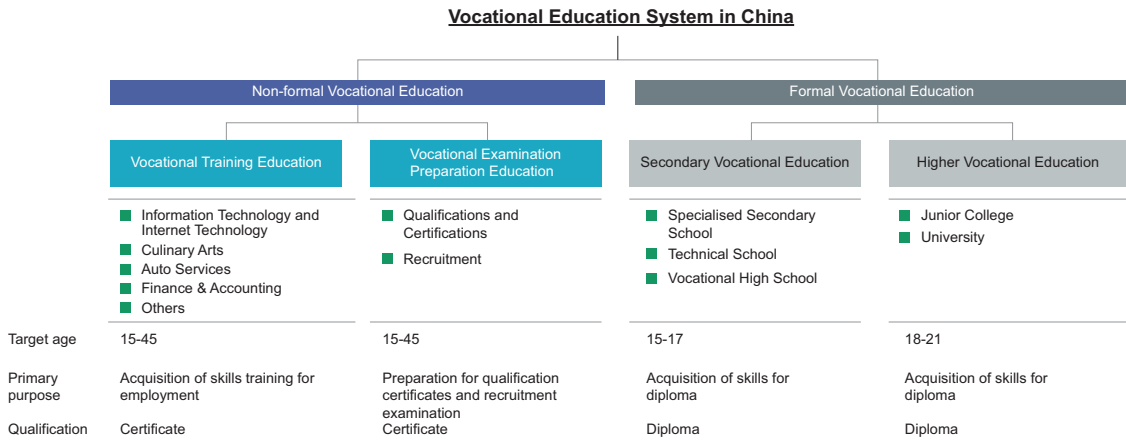 Vocational Education System in China
Non-formal Vocational Education
Formal Vocational Education
Vocational Training Education
Vocational Examination
Preparation Education
Secondary Vocational Education
Higher Vocational Education
Information Technology and
Internet Technology
Culinary Arts
Auto Services
Finance & Accounting
Others
Qualifications and
Certifications
Recruitment
Specialised Secondary
School
Technical School
Vocational High School
Junior College
University
Target age
15-45
15-45
15-17
18-21
Primary
purpose
Acquisition of skills training for
employment
Preparation for qualification
certificates and recruitment
examination
Acquisition of skills for
diploma
Acquisition of skills for
diploma
Qualification
Certificate
Certificate
Diploma
Diploma